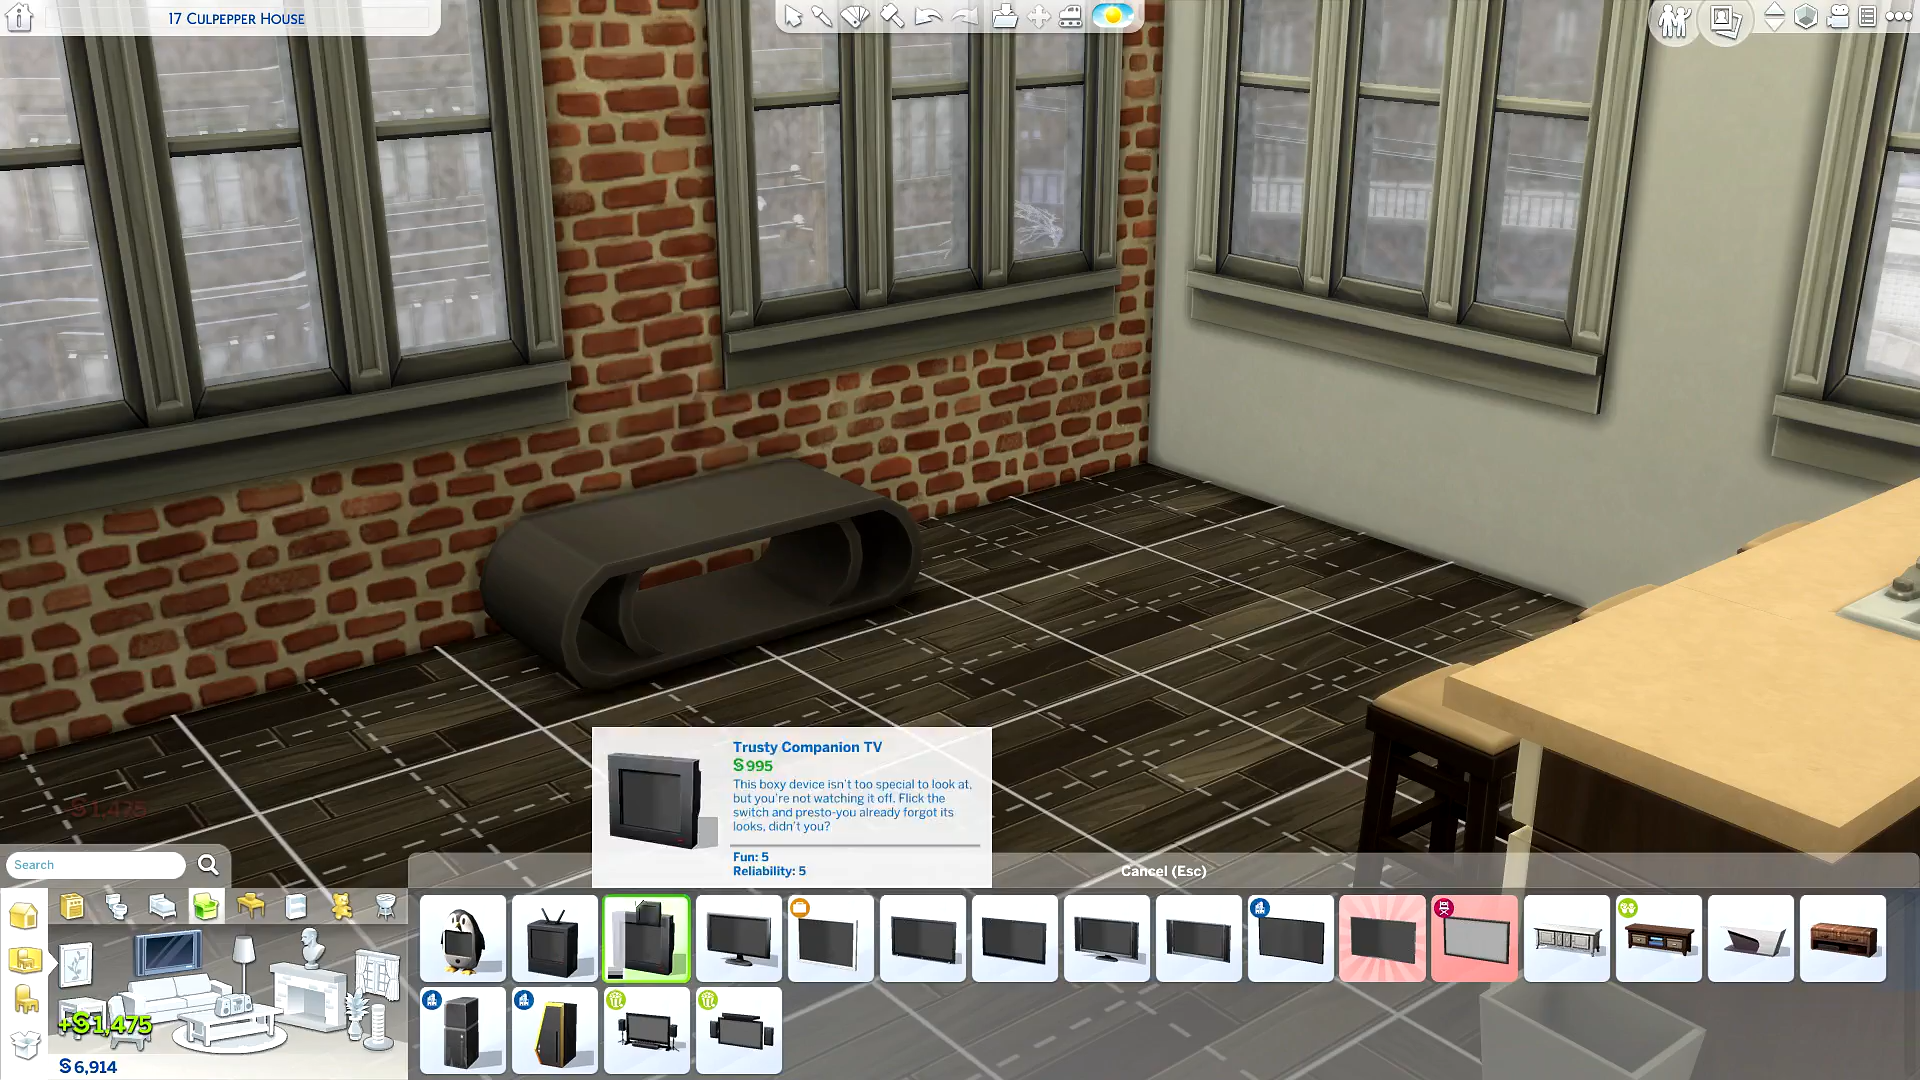 17 Culpepper House
Trusty Companion TV
§995
This boxy device isn't too special to look at,
but you're not watching it off. Flick the
switch and presto-you already forgot its
looks, didn't you?
Fun: 5
Reliability: 5
§1,475
Search
Cancel (Esc)
+§1,475
§6,914